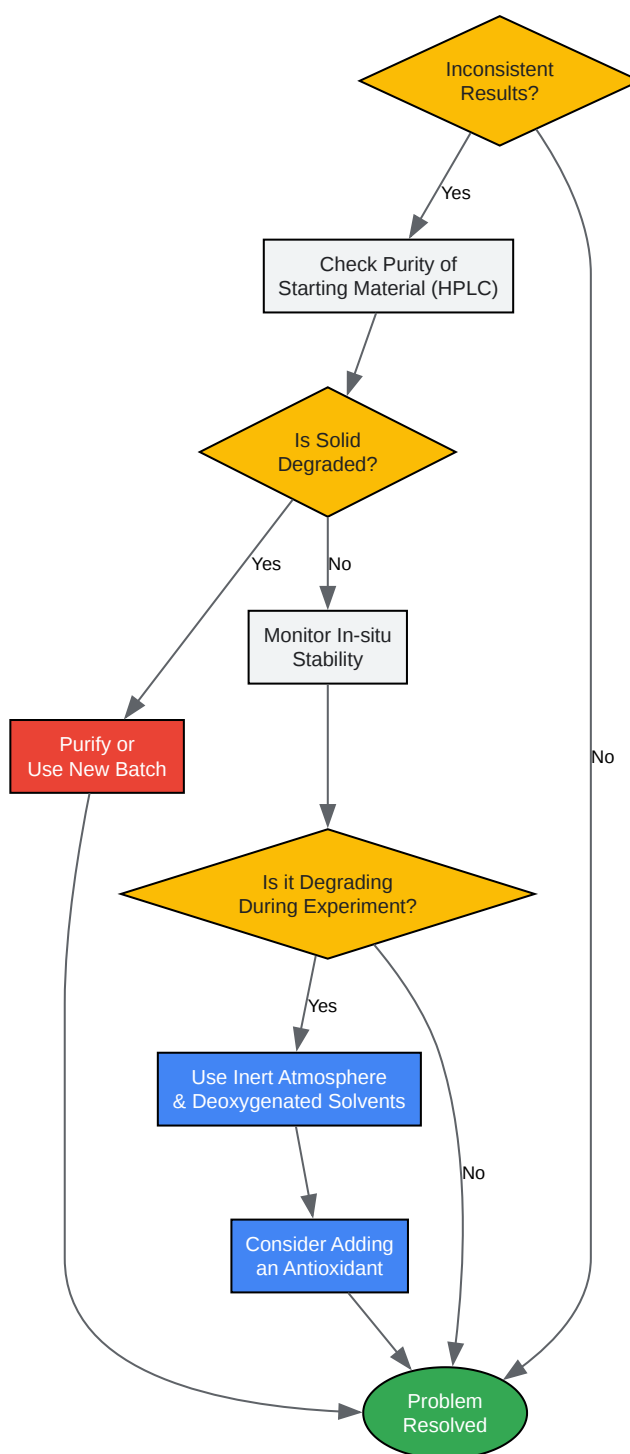 Inconsistent
Results?
Yes
Check Purity of
Starting Material (HPLC)
Is Solid
Degraded?
Yes
No
Monitor In-situ
Stability
Purify or
Use New Batch
No
Is it Degrading
During Experiment?
Yes
Use Inert Atmosphere
& Deoxygenated Solvents
No
Consider Adding
an Antioxidant
Problem
Resolved